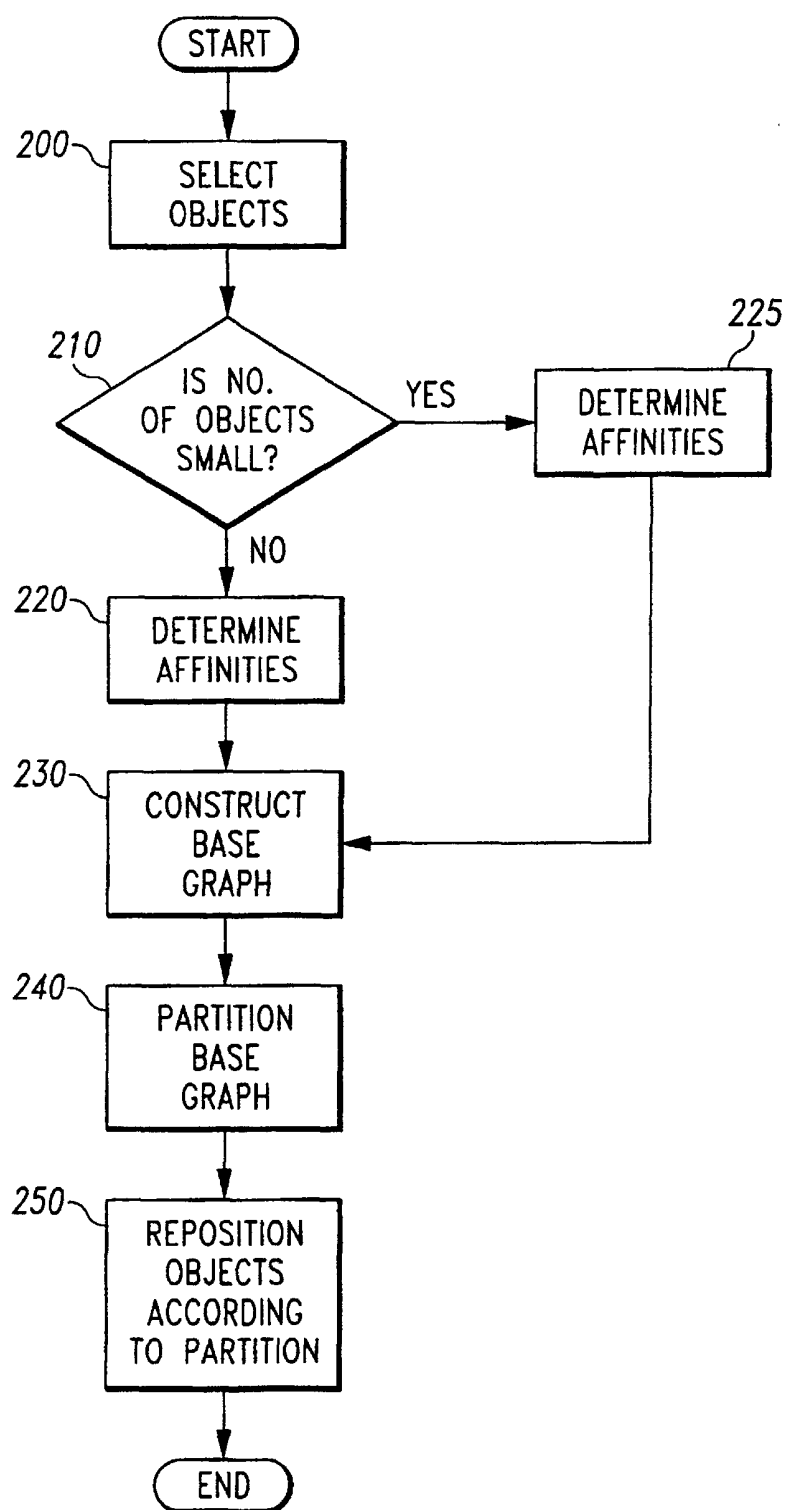 START
200
SELECT
OBJECTS
210
IS NO.
OF OBJECTS
SMALL?
YES
225
DETERMINE
AFFINITIES
NO
220
DETERMINE
AFFINITIES
230
CONSTRUCT
BASE
GRAPH
240
PARTITION
BASE
GRAPH
250
REPOSITION
OBJECTS
ACCORDING
TO PARTITION
END